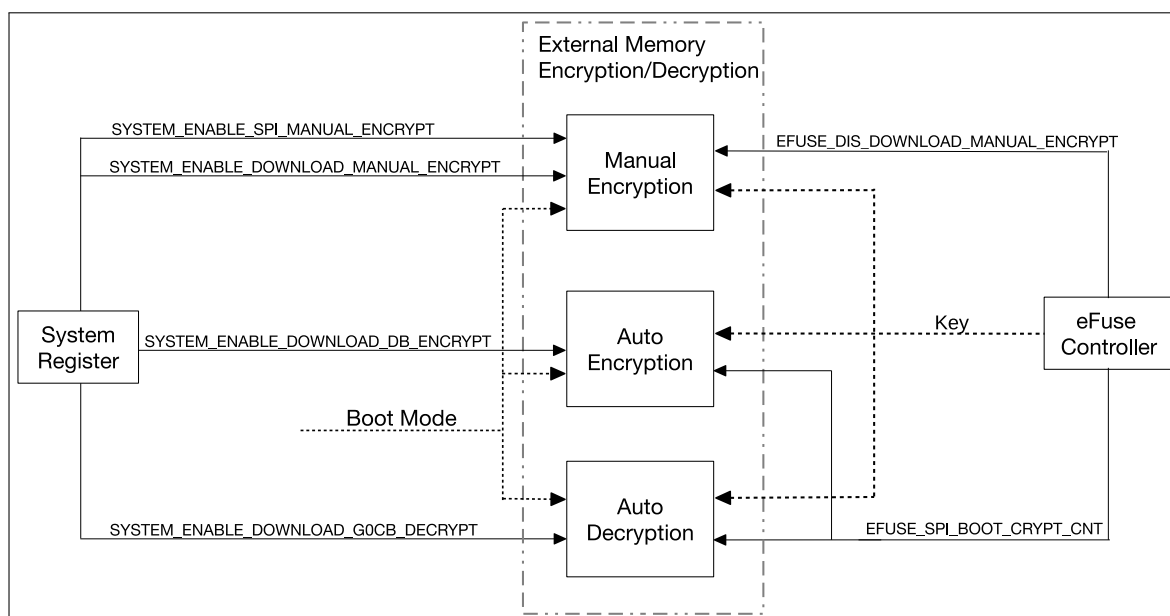 External Memory
Encryption/Decryption
SYSTEM_ENABLE_SPI_MANUAL_ENCRYPT
EFUSE_DIS_DOWNLOAD_MANUAL_ENCRYPT
SYSTEM_ENABLE_DOWNLOAD_MANUAL_ENCRYPT
Manual
Encryption
System
Register
SYSTEM_ENABLE_DOWNLOAD_DB_ENCRYPT
Auto
Encryption
Key
eFuse
Controller
Boot Mode
Auto
Decryption
SYSTEM_ENABLE_DOWNLOAD_G0CB_DECRYPT
EFUSE_SPI_BOOT_CRYPT_CNT